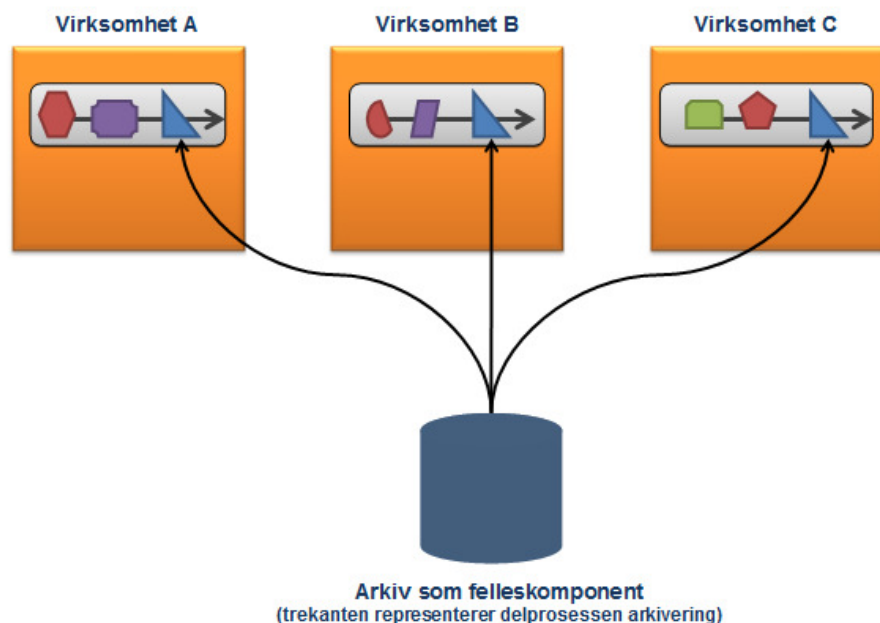 Virksomhet A
Virksomhet B
Virksomhet C
Arkiv som felleskomponent
(trekanten representerer delprosessen arkivering)